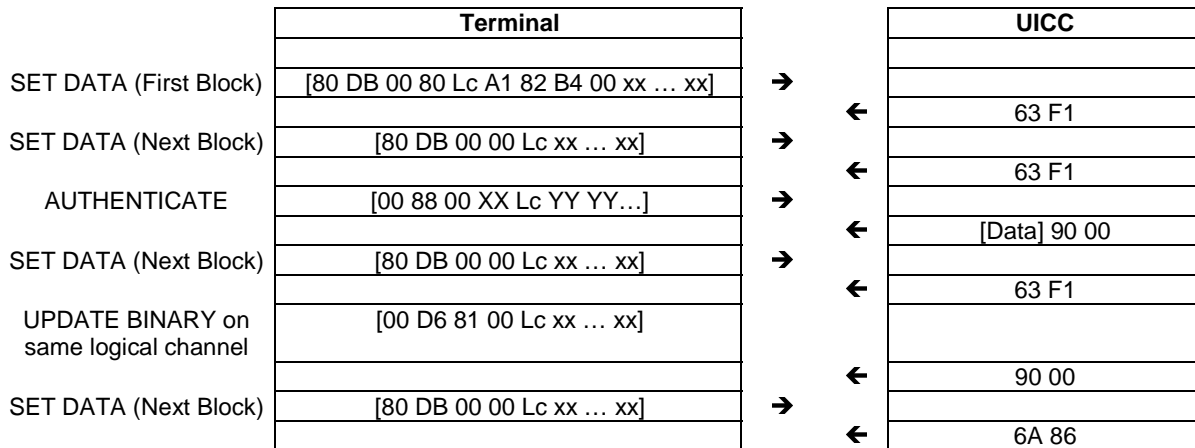 Terminal UICC
SET DATA (First Block) [80 DB 00 80 Lc A1 82 B4 00 xx … xx] ➔
🡰 63 F1
SET DATA (Next Block) [80 DB 00 00 Lc xx … xx] ➔
🡰 63 F1
AUTHENTICATE [00 88 00 XX Lc YY YY…] ➔
🡰 [Data] 90 00
SET DATA (Next Block) [80 DB 00 00 Lc xx … xx] ➔
🡰 63 F1
UPDATE BINARY on [00 D6 81 00 Lc xx … xx]
same logical channel
🡰 90 00
SET DATA (Next Block) [80 DB 00 00 Lc xx … xx] ➔
🡰 6A 86